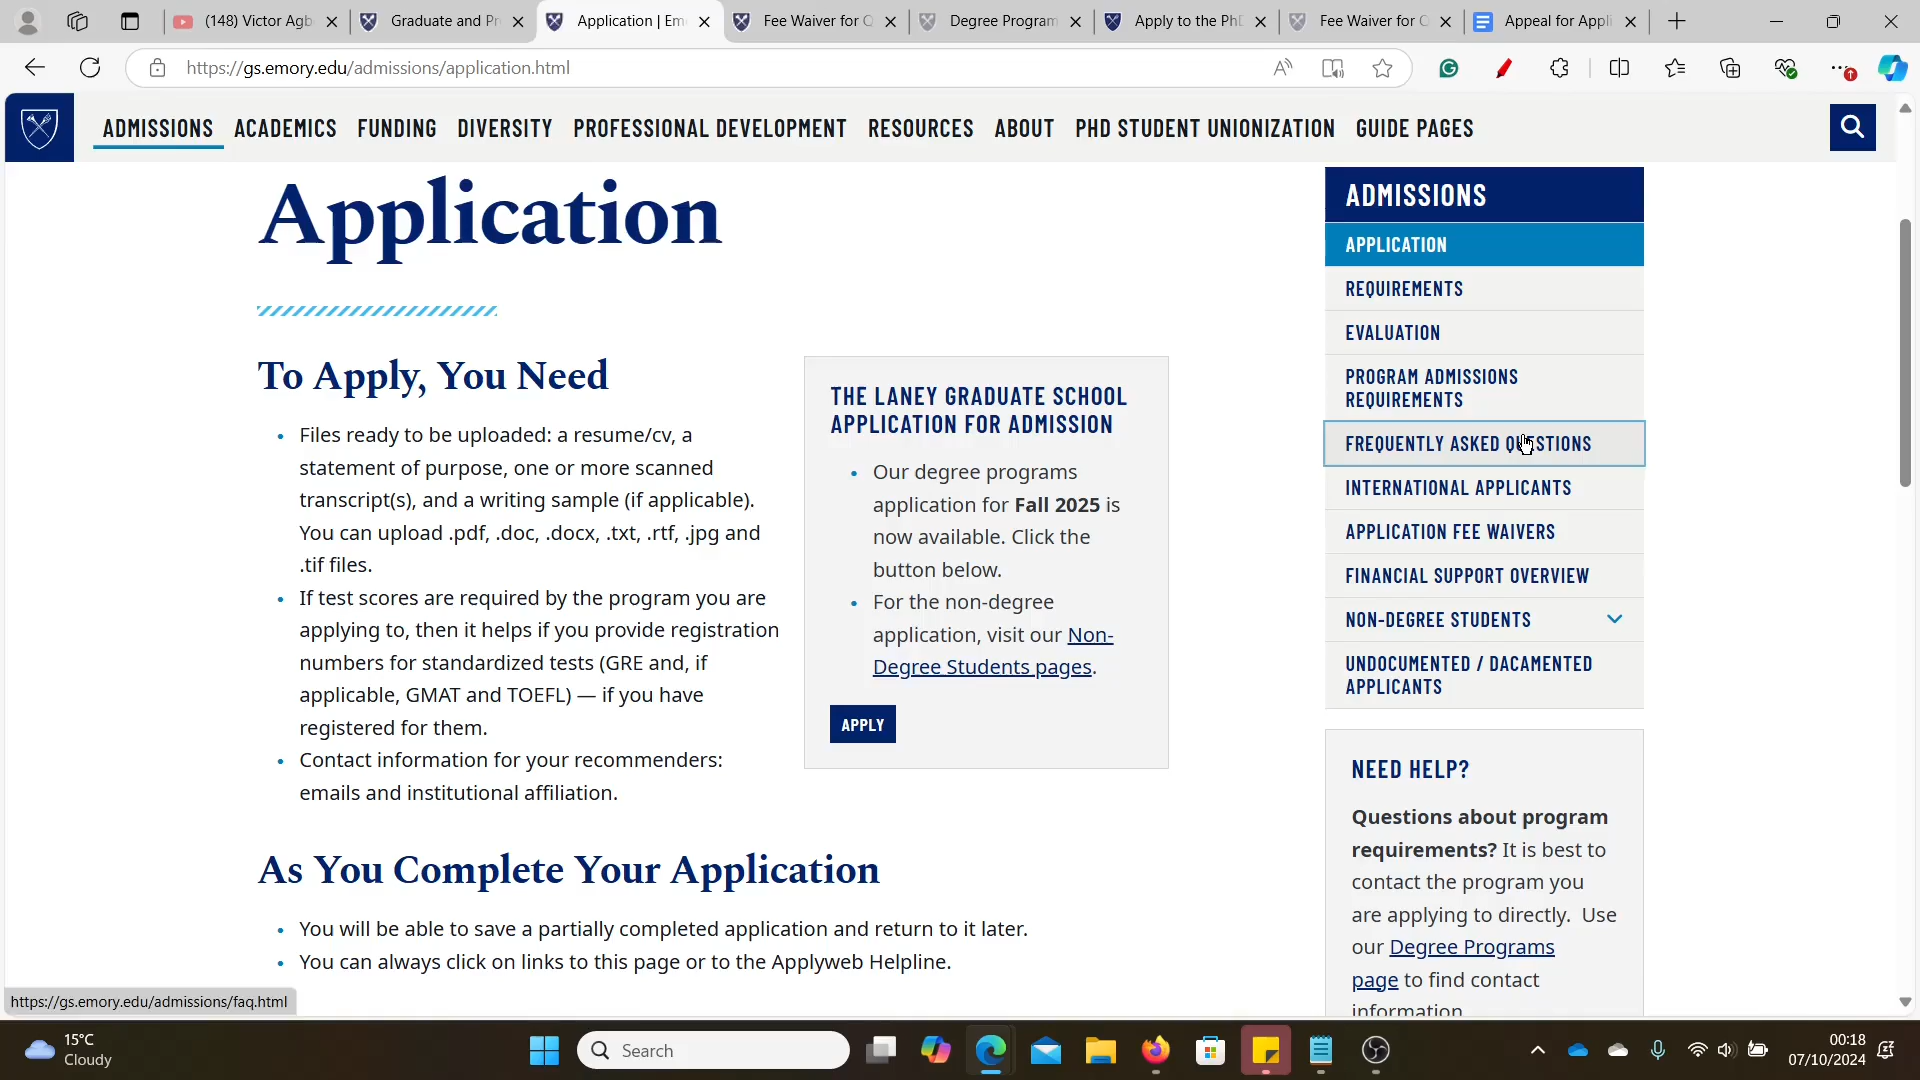 (148) Victor Agb
Graduate and Pr
Application | Em
Fee Waiver for Q
Degree Program
Apply to the PhD
Fee Waiver for Q
Appeal for Appli
https://gs.emory.edu/admissions/application.html
ADMISSIONS ACADEMICS FUNDING DIVERSITY PROFESSIONAL DEVELOPMENT RESOURCES ABOUT PHD STUDENT UNIONIZATION GUIDE PAGES
Application
To Apply, You Need
• Files ready to be uploaded: a resume/cv, a
statement of purpose, one or more scanned
transcript(s), and a writing sample (if applicable).
You can upload .pdf, .doc, .docx, .txt, .rtf, .jpg and
.tif files.
• If test scores are required by the program you are
applying to, then it helps if you provide registration
numbers for standardized tests (GRE and, if
applicable, GMAT and TOEFL) — if you have
registered for them.
• Contact information for your recommenders:
emails and institutional affiliation.
THE LANEY GRADUATE SCHOOL
APPLICATION FOR ADMISSION
• Our degree programs
application for Fall 2025 is
now available. Click the
button below.
• For the non-degree
application, visit our Non-
Degree Students pages.
APPLY
As You Complete Your Application
• You will be able to save a partially completed application and return to it later.
• You can always click on links to this page or to the Applyweb Helpline.
ADMISSIONS
APPLICATION
REQUIREMENTS
EVALUATION
PROGRAM ADMISSIONS
REQUIREMENTS
FREQUENTLY ASKED QUESTIONS
INTERNATIONAL APPLICANTS
APPLICATION FEE WAIVERS
FINANCIAL SUPPORT OVERVIEW
NON-DEGREE STUDENTS
UNDOCUMENTED / DACAMENTED
APPLICANTS
NEED HELP?
Questions about program
requirements? It is best to
contact the program you
are applying to directly. Use
our Degree Programs
page to find contact
information.
https://gs.emory.edu/admissions/faq.html
15°C
Cloudy
Search
00:18
07/10/2024